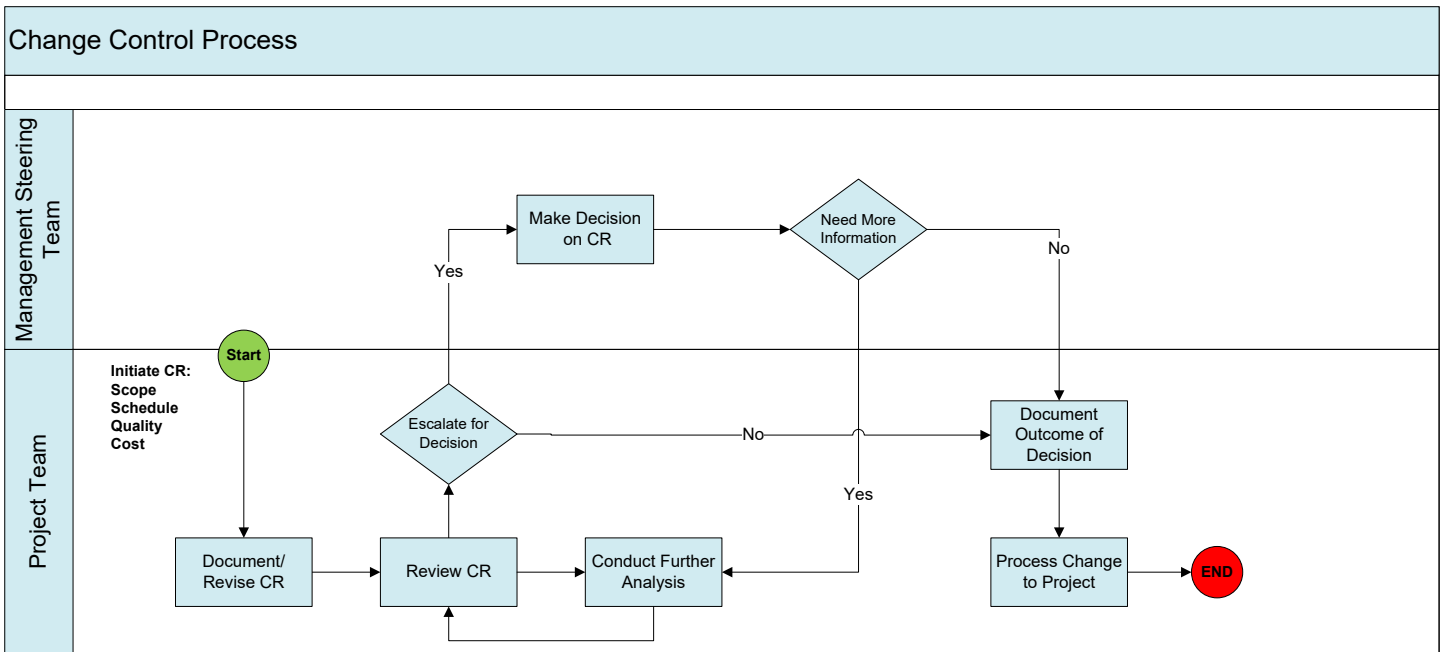 Change Control Process
Management Steering
Team
Make Decision
on CR
Need More
Information
Yes
No
Start
Project Team
Initiate CR:
Scope
Schedule
Quality
Cost
Escalate for
Decision
No
Document
Outcome of
Decision
Yes
Document/
Revise CR
Review CR
Conduct Further
Analysis
Process Change
to Project
END